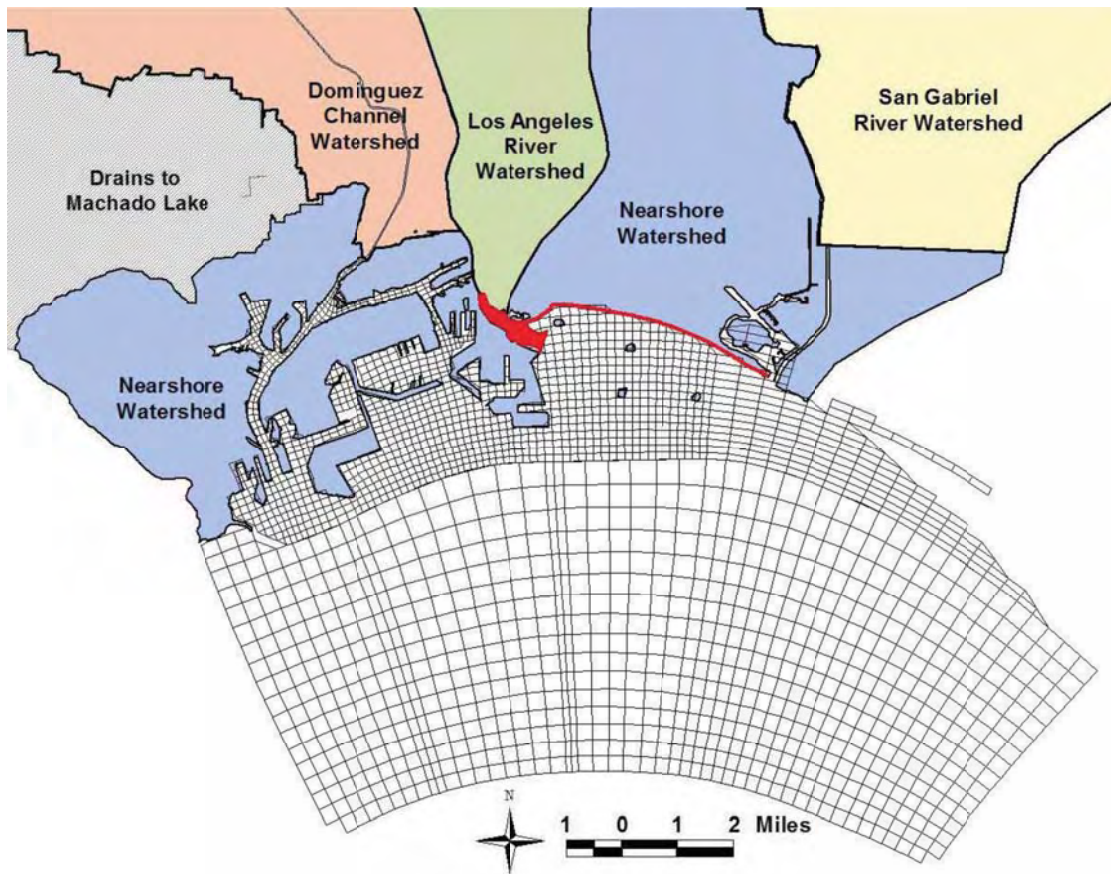 Dominguez
Channel
Watershed
Los Angeles
River
Watershed
San Gabriel
River Watershed
Drains to
Machado Lake
Nearshore
Watershed
Nearshore
Watershed
N
1 0 1 2 Miles